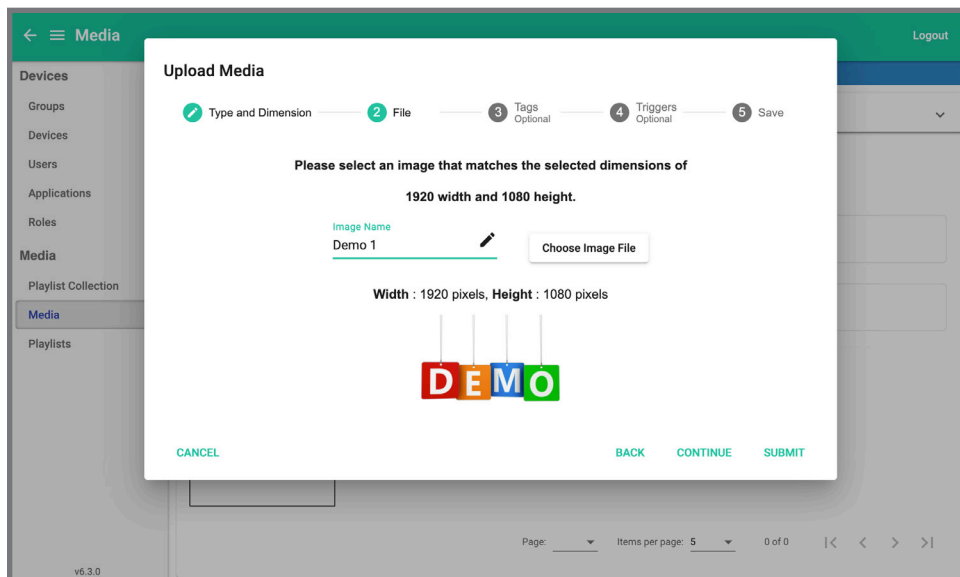 Media
Logout
Devices
Groups
Devices
Users
Applications
Roles
Media
Playlist Collection
Media
Playlists
v6.3.0
Upload Media
Type and Dimension
2 File
3 Tags
Optional
4 Triggers
Optional
5 Save
Please select an image that matches the selected dimensions of
1920 width and 1080 height.
Image Name
Demo 1
Choose Image File
Width : 1920 pixels, Height : 1080 pixels
DEMO
CANCEL
BACK
CONTINUE
SUBMIT
Page:
Items per page: 5
0 of 0